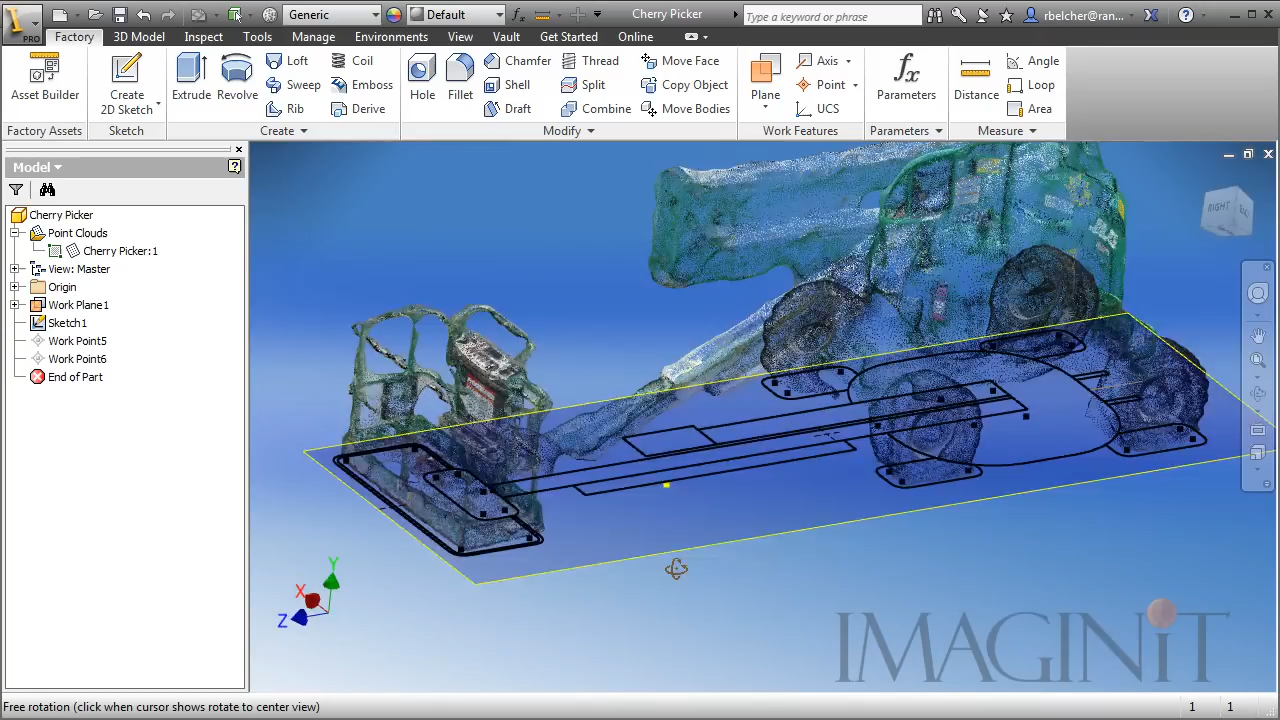 PRO
Generic
Default
Cherry Picker
Type a keyword or phrase
rbelcher@ran...
Factory 3D Model Inspect Tools Manage Environments View Vault Get Started Online
Asset Builder
Factory Assets
Create
2D Sketch
Sketch
Extrude
Revolve
Loft
Sweep
Rib
Coil
Emboss
Derive
Create
Hole
Fillet
Chamfer
Shell
Draft
Thread
Split
Combine
Move Face
Copy Object
Move Bodies
Modify
Plane
Axis
Point
UCS
Work Features
fx
Parameters
Parameters
Distance
Angle
Loop
Area
Measure
Model
Cherry Picker
Point Clouds
Cherry Picker:1
View: Master
Origin
Work Plane1
Sketch1
Work Point5
Work Point6
End of Part
RIGHT
Y
X
Z
IMAGINiT
Free rotation (click when cursor shows rotate to center view)
1 1